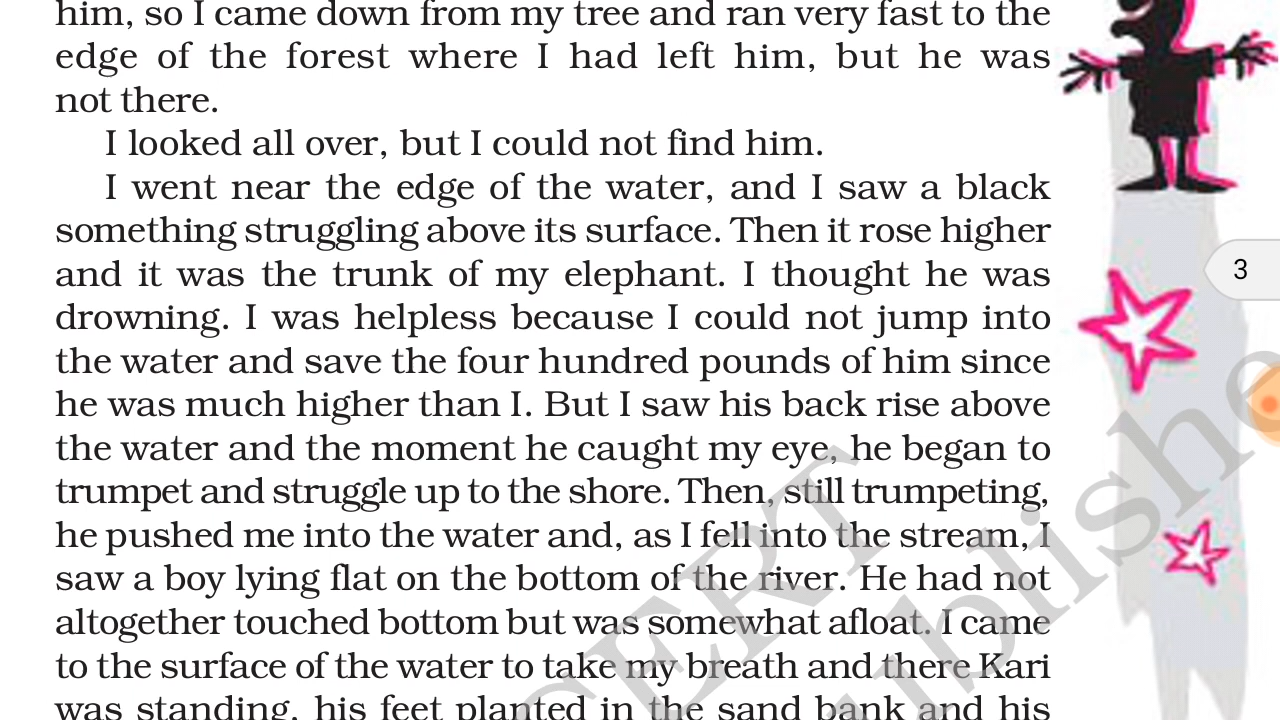 him, so I came down from my tree and ran very fast to the
edge of the forest where I had left him, but he was
not there.
I looked all over, but I could not find him.
I went near the edge of the water, and I saw a black
something struggling above its surface. Then it rose higher
and it was the trunk of my elephant. I thought he was
drowning. I was helpless because I could not jump into
the water and save the four hundred pounds of him since
he was much higher than I. But I saw his back rise above
the water and the moment he caught my eye, he began to
trumpet and struggle up to the shore. Then, still trumpeting,
he pushed me into the water and, as I fell into the stream, I
saw a boy lying flat on the bottom of the river. He had not
altogether touched bottom but was somewhat afloat. I came
to the surface of the water to take my breath and there Kari
was standing, his feet planted in the sand bank and his
3